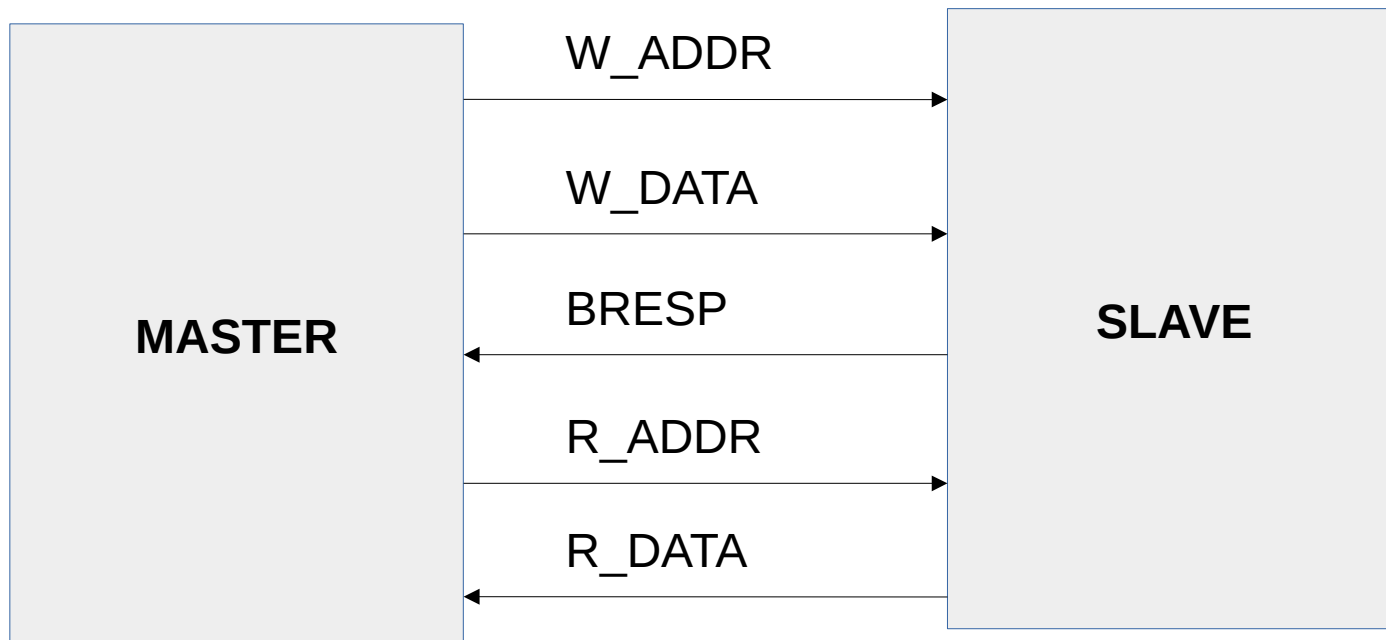 W_ADDR
W_DATA
BRESP
MASTER
SLAVE
R_ADDR
R_DATA